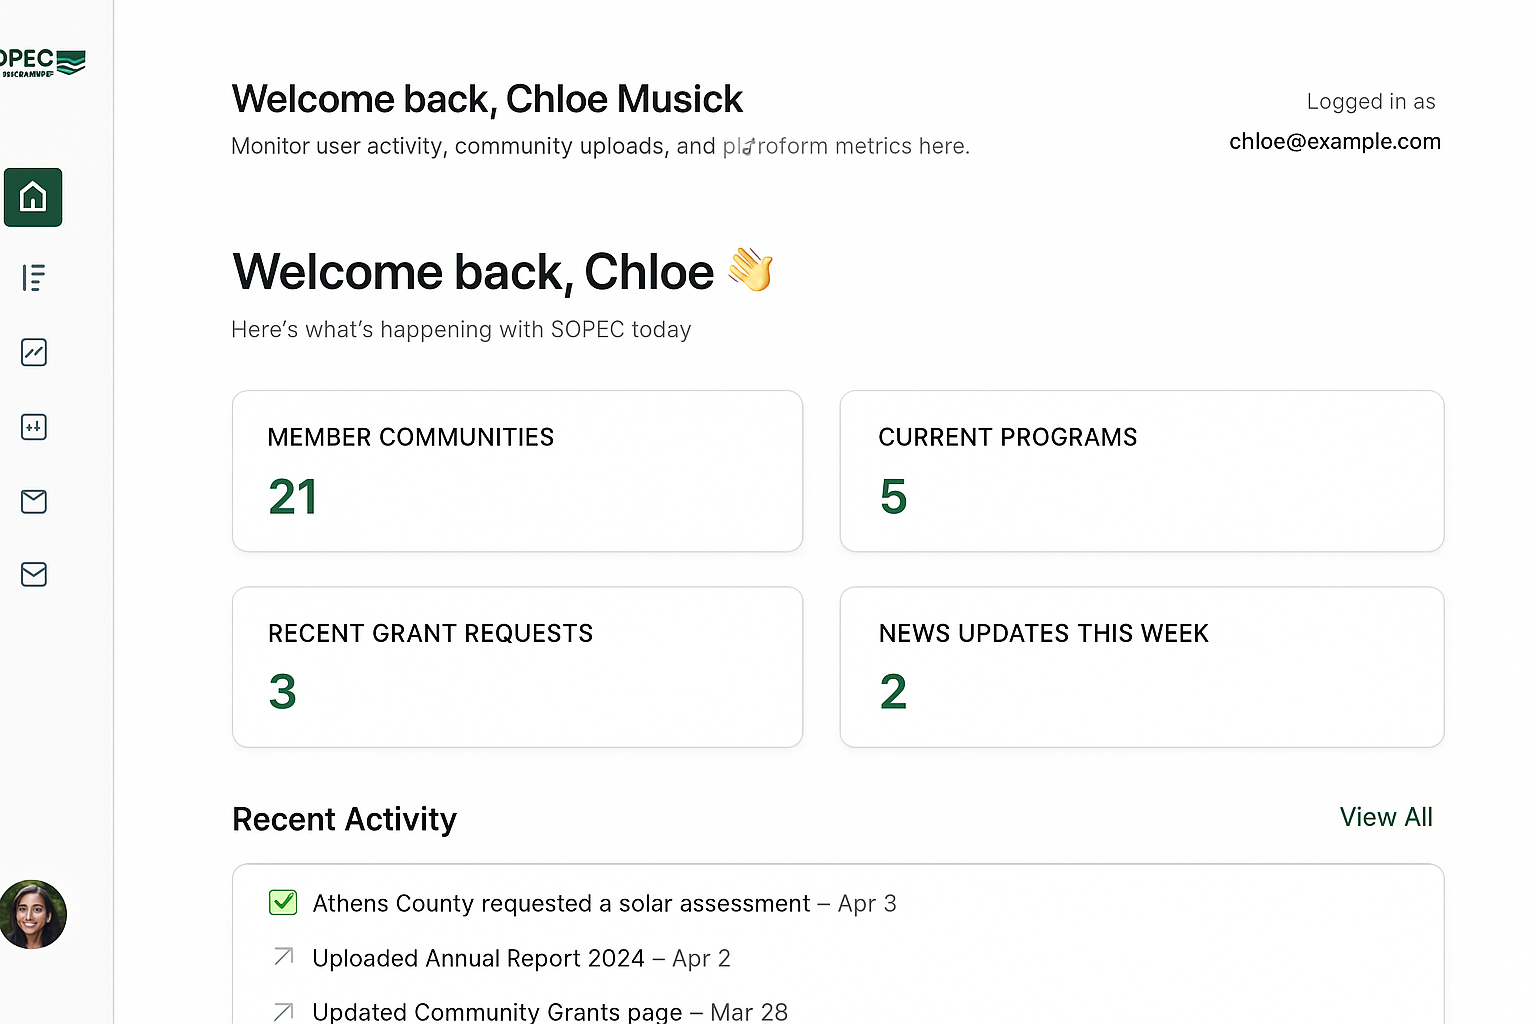 OPEC
Welcome back, Chloe Musick
Monitor user activity, community uploads, and metrics here.
Logged in as
chloe@example.com
Welcome back, Chloe 👋
Here’s what’s happening with SOPEC today
MEMBER COMMUNITIES
21
CURRENT PROGRAMS
5
RECENT GRANT REQUESTS
3
NEWS UPDATES THIS WEEK
2
Recent Activity
View All
Athens County requested a solar assessment – Apr 3
Uploaded Annual Report 2024 – Apr 2
Updated Community Grants page – Mar 28